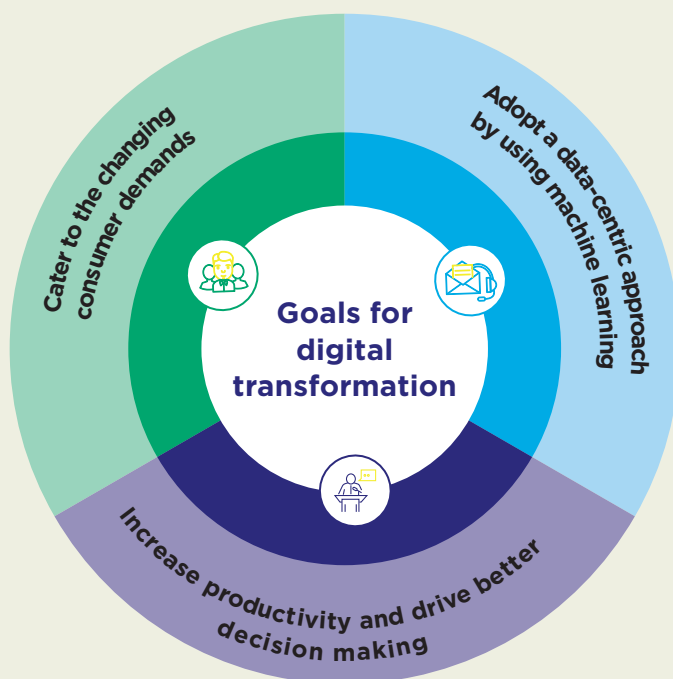 Goals for
digital
transformation
Cater to the changing
consumer demands
Adopt a data-centric approach
by using machine learning
Increase productivity and drive better
decision making